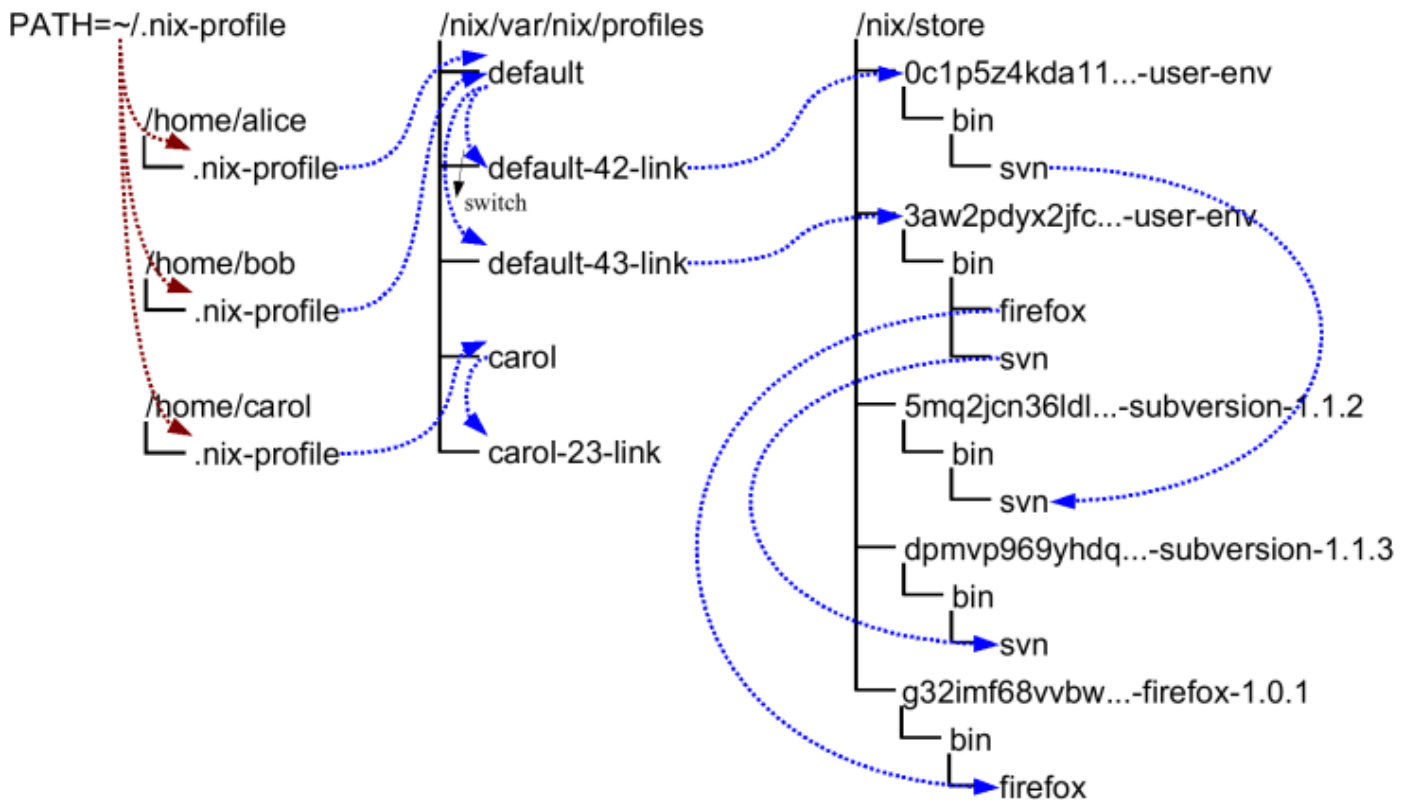 PATH=~/.nix-profile
/home/alice
.nix-profile
/home/bob
.nix-profile
/home/carol
.nix-profile
/nix/var/nix/profiles
default
default-42-link
switch
default-43-link
carol
carol-23-link
/nix/store
0c1p5z4kda11...-user-env
bin
svn
3aw2pdyx2jfc...-user-env
bin
firefox
svn
5mq2jcn36ldl...-subversion-1.1.2
bin
svn
dpmvp969yhdq...-subversion-1.1.3
bin
svn
g32imf68vvbw...-firefox-1.0.1
bin
firefox